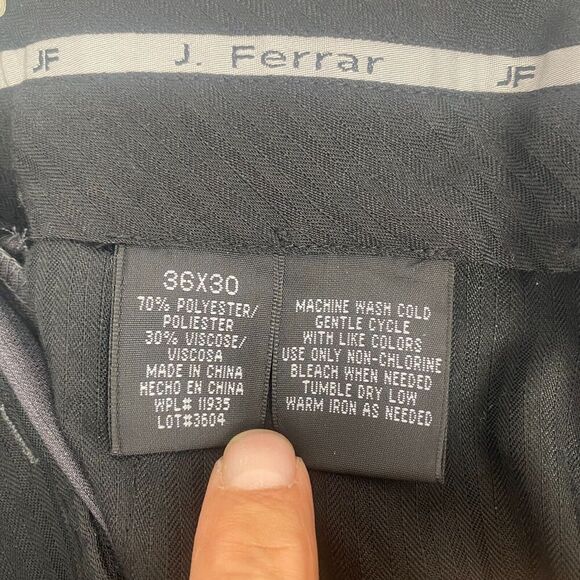 JF J. Ferrar JF
36X30
70% POLYESTER/
POLIESTER
30% VISCOSE/
VISCOSA
MADE IN CHINA
HECHO EN CHINA
WPL# 11935
LOT#3604
MACHINE WASH COLD
GENTLE CYCLE
WITH LIKE COLORS
USE ONLY NON-CHLORINE
BLEACH WHEN NEEDED
TUMBLE DRY LOW
WARM IRON AS NEEDED